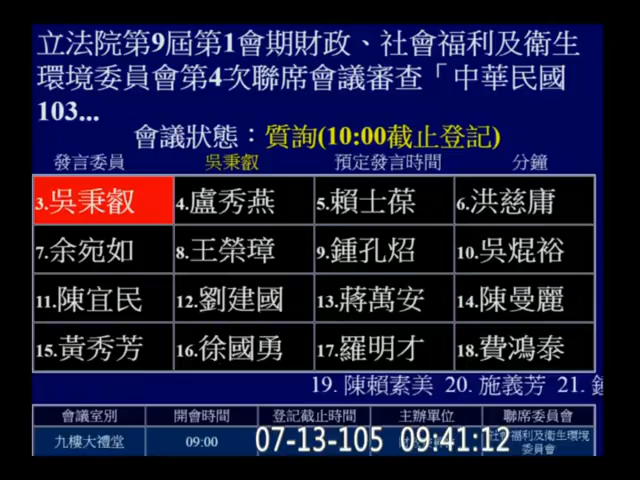 立法院第9屆第1會期財政、社會福利及衛生
環境委員會第4次聯席會議審查「中華民國
103...
會議狀態：質詢(10:00截止登記)
發言委員 吳秉叡 預定發言時間 分鐘
3.吳秉叡 4.盧秀燕 5.賴士葆 6.洪慈庸
7.余宛如 8.王榮璋 9.鍾孔炤 10.吳焜裕
11.陳宜民 12.劉建國 13.蔣萬安 14.陳曼麗
15.黃秀芳 16.徐國勇 17.羅明才 18.費鴻泰
19. 陳賴素美 20. 施義芳 21.
會議室別 開會時間 登記截止時間 主辦單位 聯席委員會
九樓大禮堂 09:00 社會福利及衛生環境
委員會
07-13-105 09:41:12